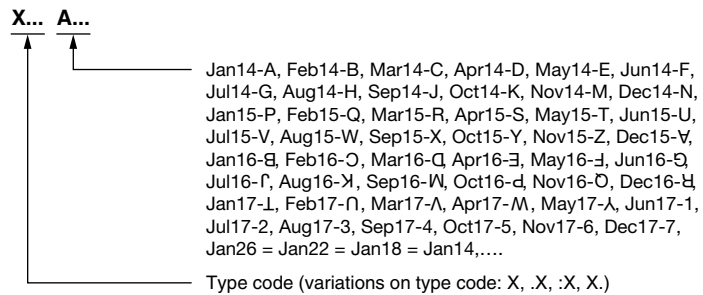 X... A...
Jan14-A, Feb14-B, Mar14-C, Apr14-D, May14-E, Jun14-F,
Jul14-G, Aug14-H, Sep14-J, Oct14-K, Nov14-M, Dec14-N,
Jan15-P, Feb15-Q, Mar15-R, Apr15-S, May15-T, Jun15-U,
Jul15-V, Aug15-W, Sep15-X, Oct15-Y, Nov15-Z, Dec15-∀,
Jan16-ᗺ, Feb16-Ɔ, Mar16-ᗡ, Apr16-Ǝ, May16-Ⅎ, Jun16-⅁,
Jul16-ᒋ, Aug16-ꓘ, Sep16-ꟽ, Oct16-Ԁ, Nov16-Ꝺ, Dec16-ᴚ,
Jan17-⊥, Feb17-ᑎ, Mar17-Ʌ, Apr17-ʍ, May17-⅄, Jun17-1,
Jul17-2, Aug17-3, Sep17-4, Oct17-5, Nov17-6, Dec17-7,
Jan26 = Jan22 = Jan18 = Jan14,....
Type code (variations on type code: X, .X, :X, X.)